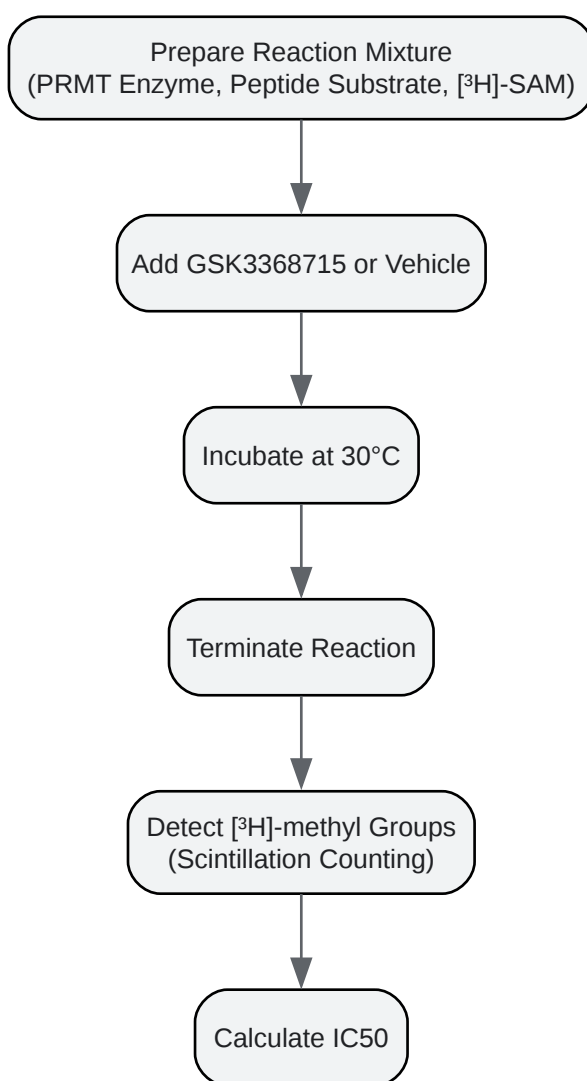 Prepare Reaction Mixture
(PRMT Enzyme, Peptide Substrate, [³H]-SAM)
Add GSK3368715 or Vehicle
Incubate at 30°C
Terminate Reaction
Detect [³H]-methyl Groups
(Scintillation Counting)
Calculate IC50